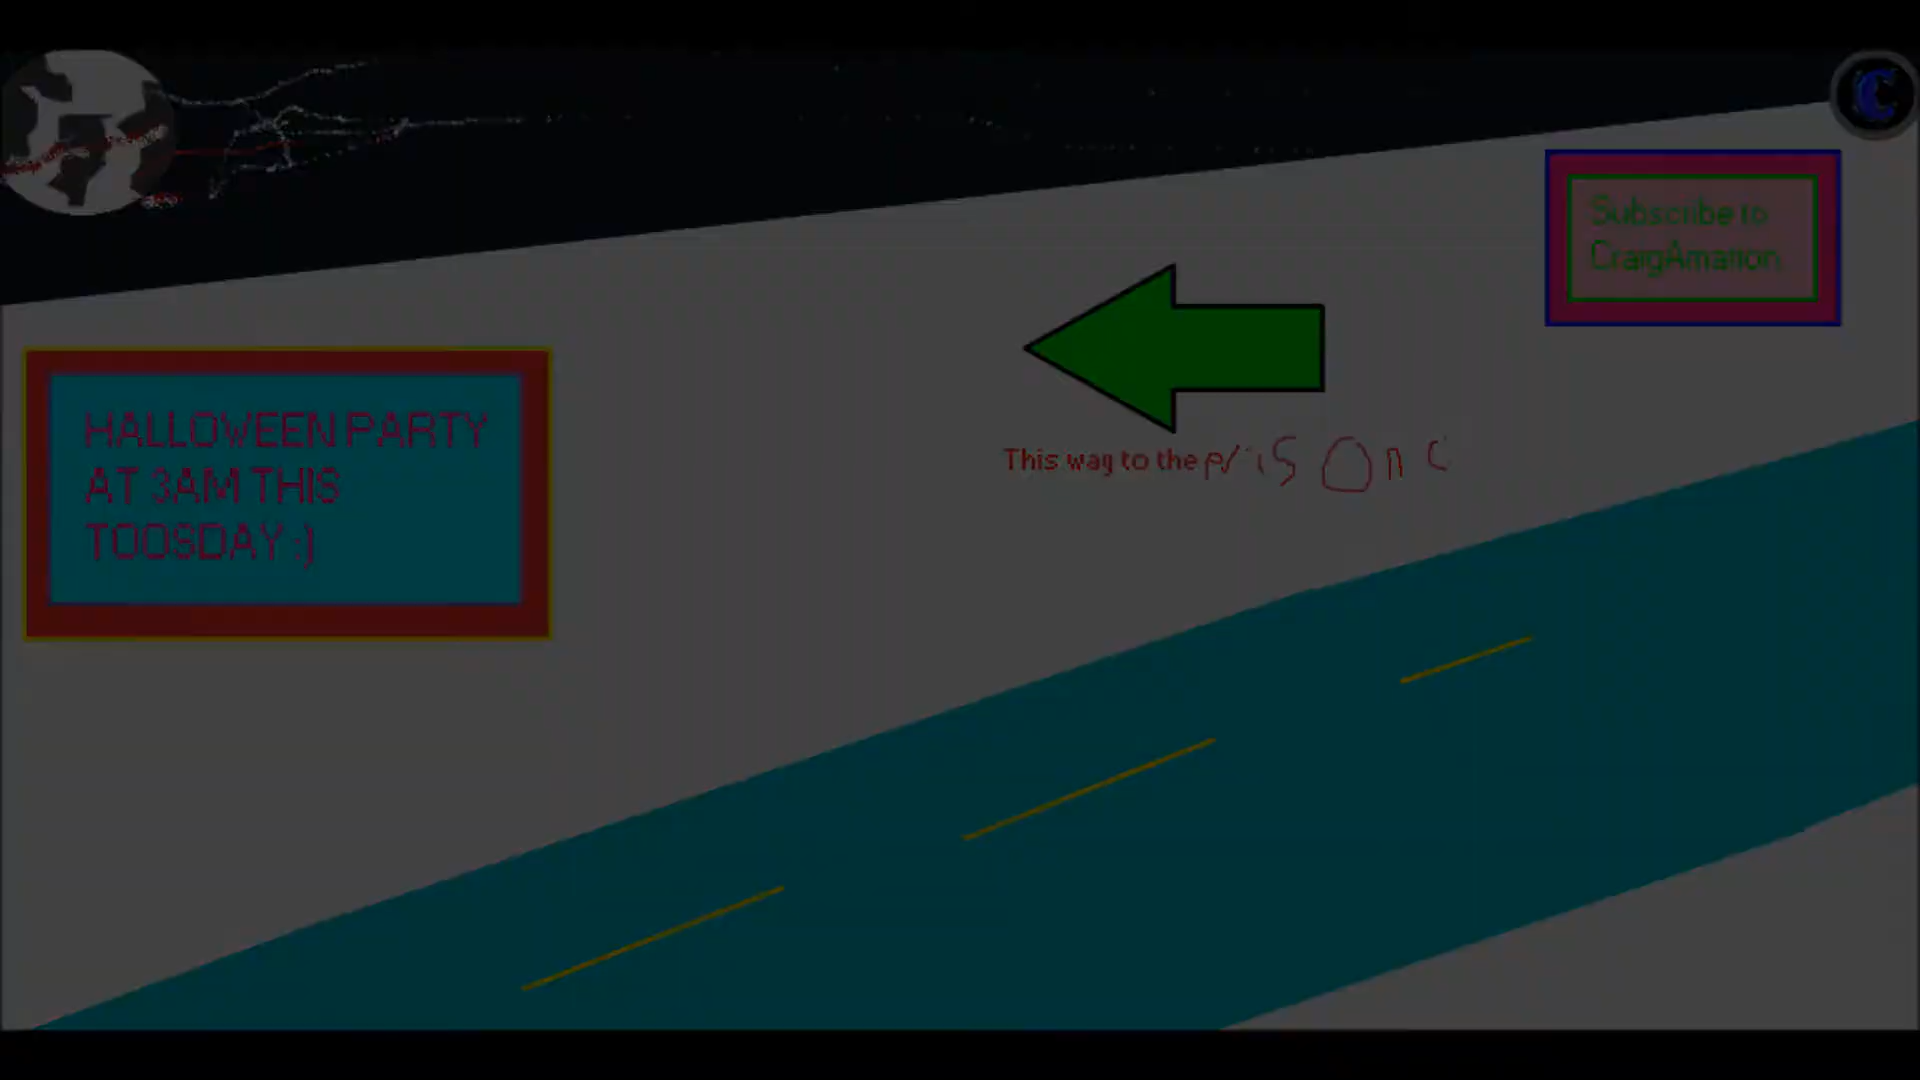 Subscribe to
CraigAmation
HALLOWEEN PARTY
AT 3AM THIS
TOOSDAY :)
This way to the
C